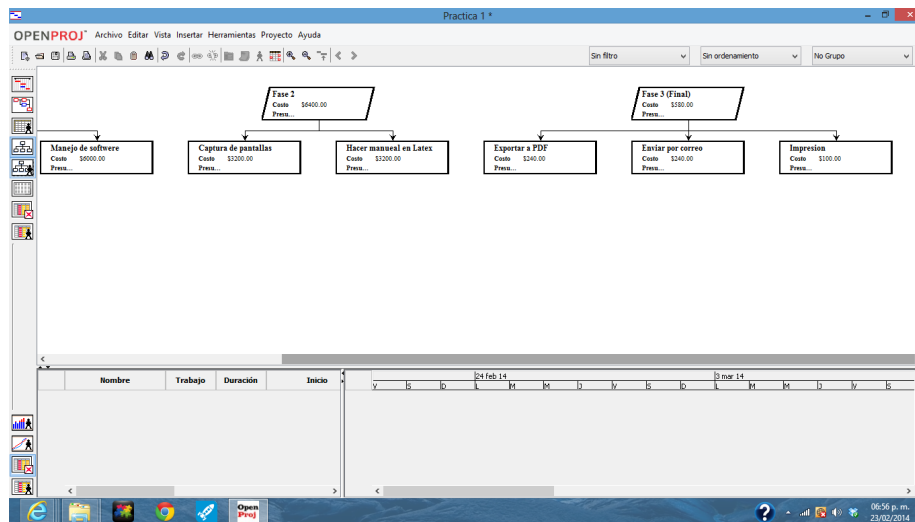 Practica 1 *
OPENPROJ Archivo Editar Vista Insertar Herramientas Proyecto Ayuda
Sin filtro Sin ordenamiento No Grupo
Fase 2
Costo $6400.00
Presu...
Fase 3 (Final)
Costo $580.00
Presu...
Manejo de softwere
Costo $6000.00
Presu...
Captura de pantallas
Costo $3200.00
Presu...
Hacer manueal en Latex
Costo $3200.00
Presu...
Exportar a PDF
Costo $240.00
Presu...
Enviar por correo
Costo $240.00
Presu...
Impresion
Costo $100.00
Presu...
Nombre Trabajo Duración Inicio
24 feb 14 3 mar 14
V S D L M M J V S D L M M J V S
Open
Proj
06:56 p. m.
23/02/2014